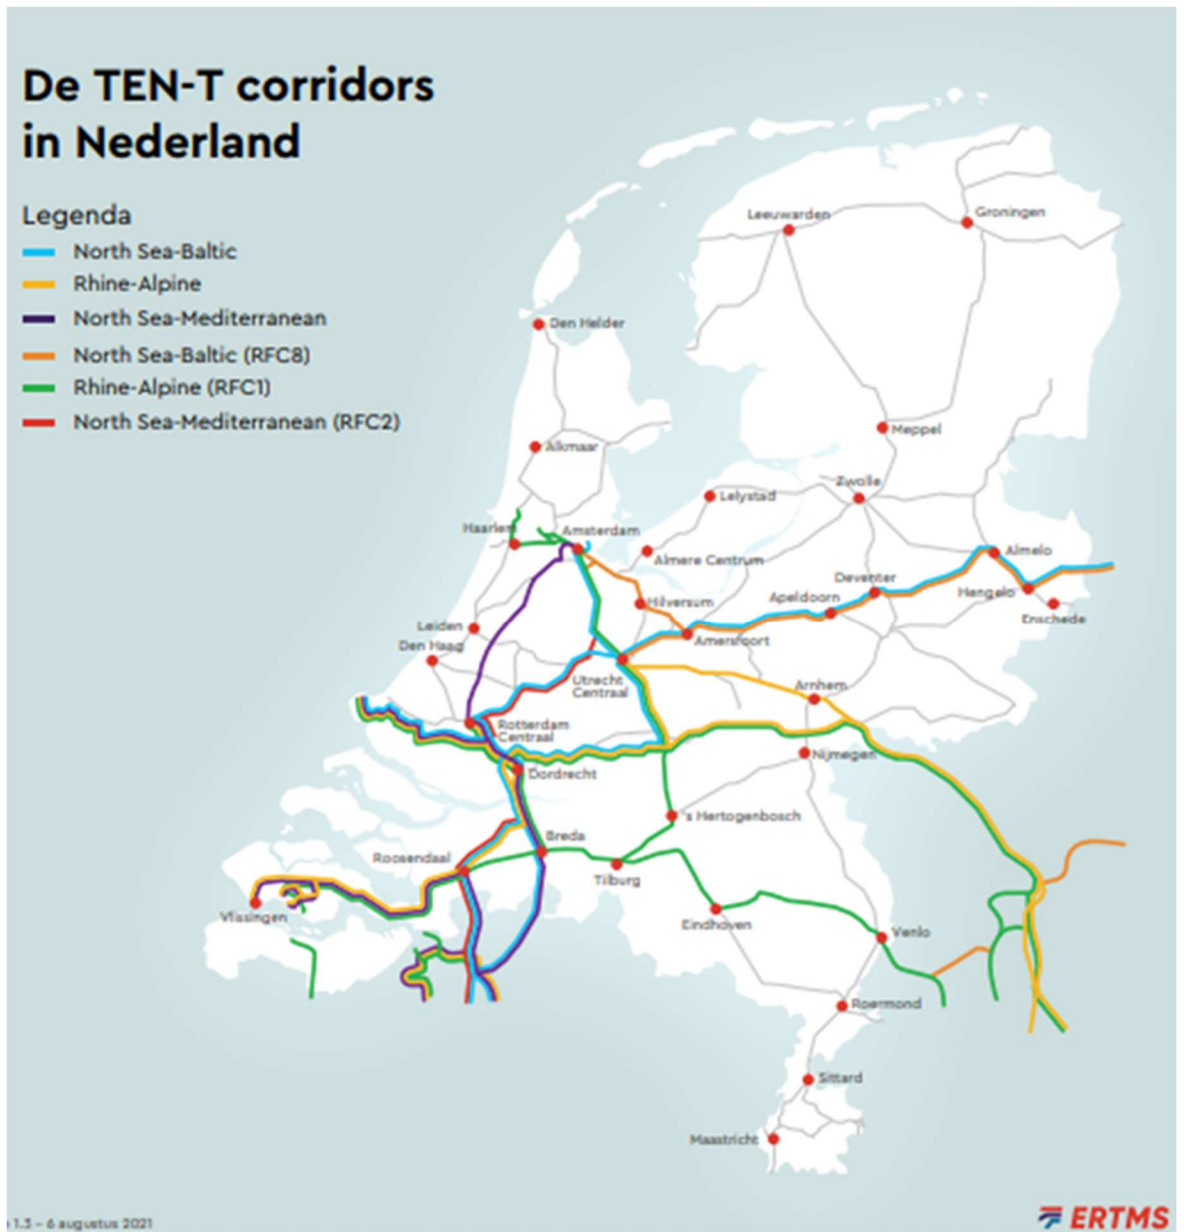 De TEN-T corridors
in Nederland
Legenda
North Sea-Baltic
Rhine-Alpine
North Sea-Mediterranean
North Sea-Baltic (RFC8)
Rhine-Alpine (RFC1)
North Sea-Mediterranean (RFC2)
Leeuwarden
Groningen
Den Helder
Meppel
Alkmaar
Zwolle
Lelystad
Haarlem
Amsterdam
Almelo
Almere Centrum
Deventer
Apeldoorn
Hengelo
Hilversum
Enschede
Leiden
Amersfoort
Den Haag
Utrecht
Centraal
Arnhem
Rotterdam
Centraal
Nijmegen
Dordrecht
's Hertogenbosch
Breda
Roosendaal
Tilburg
Vlissingen
Eindhoven
Venlo
Roermond
Sittard
Maastricht
1.3 – 6 augustus 2021
ERTMS